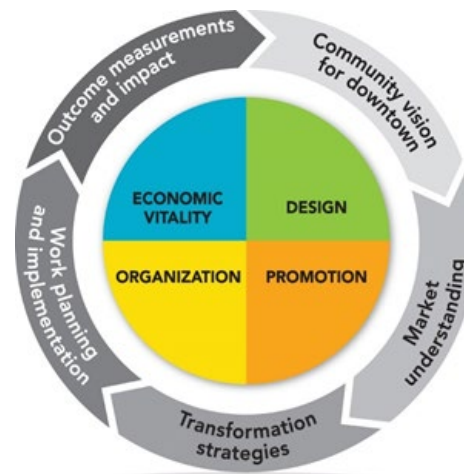 Outcome measurements
and impact
Community vision
for downtown
Market
understanding
Transformation
strategies
Work planning
and implementation
ECONOMIC
VITALITY
DESIGN
ORGANIZATION
PROMOTION